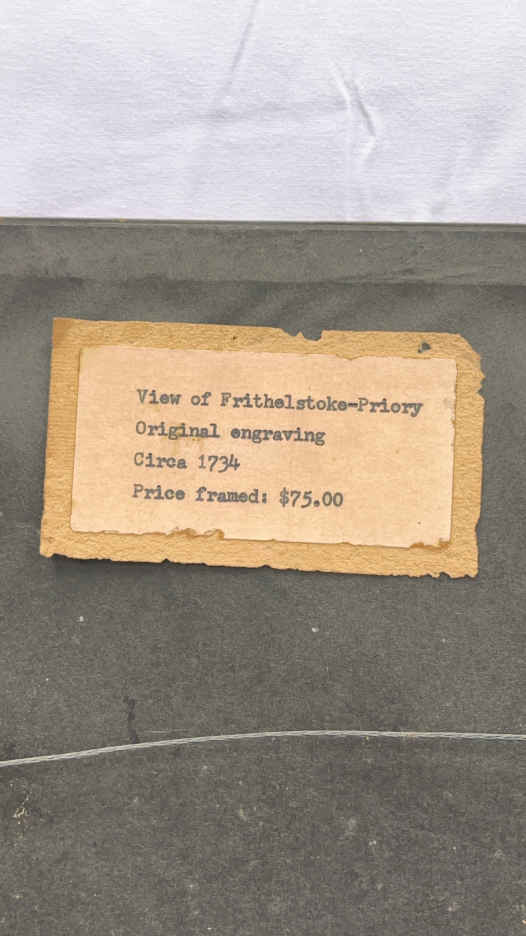 View of Frithelstoke-Priory
Original engraving
Circa 1734
Price framed: $75.00